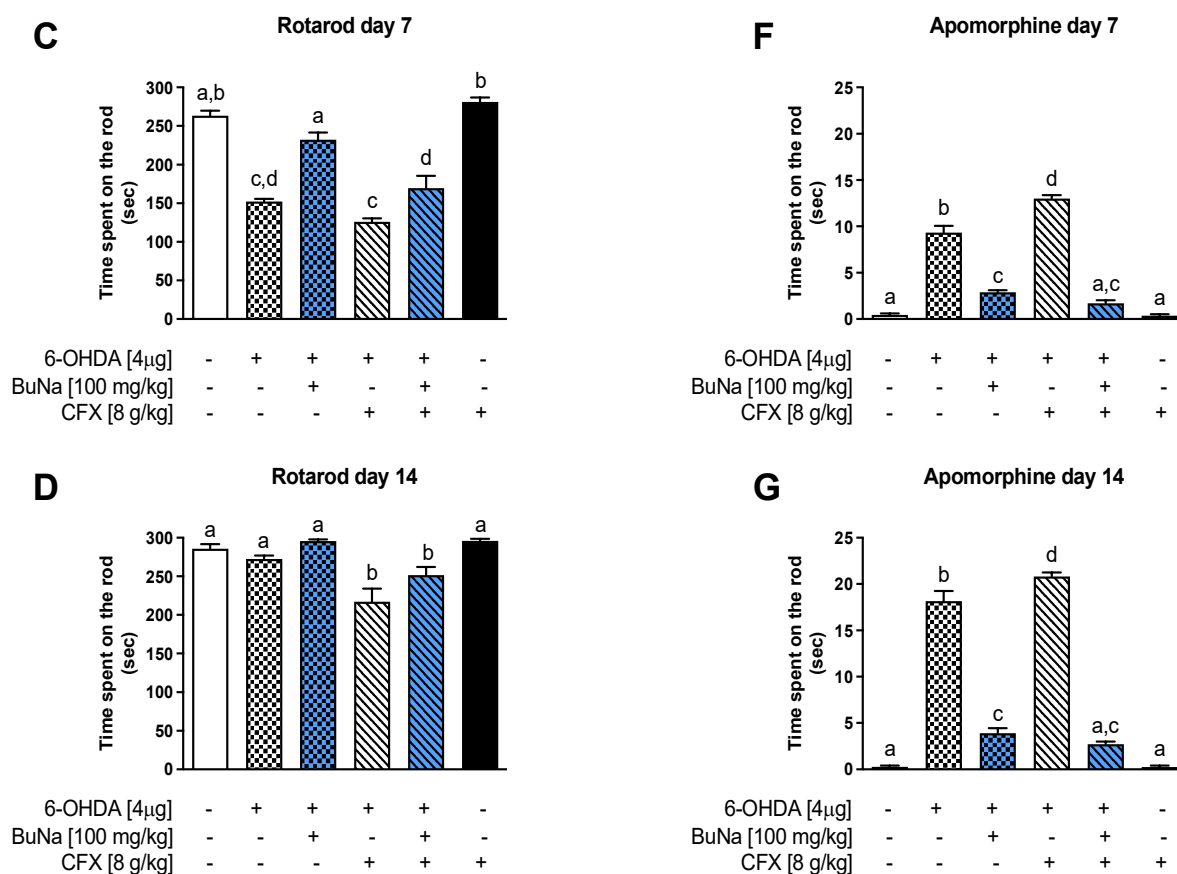 C
Rotarod day 7
Time spent on the rod
(sec)
300
250
200
150
100
50
0
a,b
c,d
a
c
d
b
6-OHDA [4µg] - + + + + -
BuNa [100 mg/kg] - - + - + -
CFX [8 g/kg] - - - + + +
F
Apomorphine day 7
Time spent on the rod
(sec)
25
20
15
10
5
0
a
b
c
d
a,c
a
6-OHDA [4µg] - + + + + -
BuNa [100 mg/kg] - - + - + -
CFX [8 g/kg] - - - + + +
D
Rotarod day 14
Time spent on the rod
(sec)
300
250
200
150
100
50
0
a
a
a
b
b
a
6-OHDA [4µg] - + + + + -
BuNa [100 mg/kg] - - + - + -
CFX [8 g/kg] - - - + + +
G
Apomorphine day 14
Time spent on the rod
(sec)
25
20
15
10
5
0
a
b
c
d
a,c
a
6-OHDA [4µg] - + + + + -
BuNa [100 mg/kg] - - + - + -
CFX [8 g/kg] - - - + + +